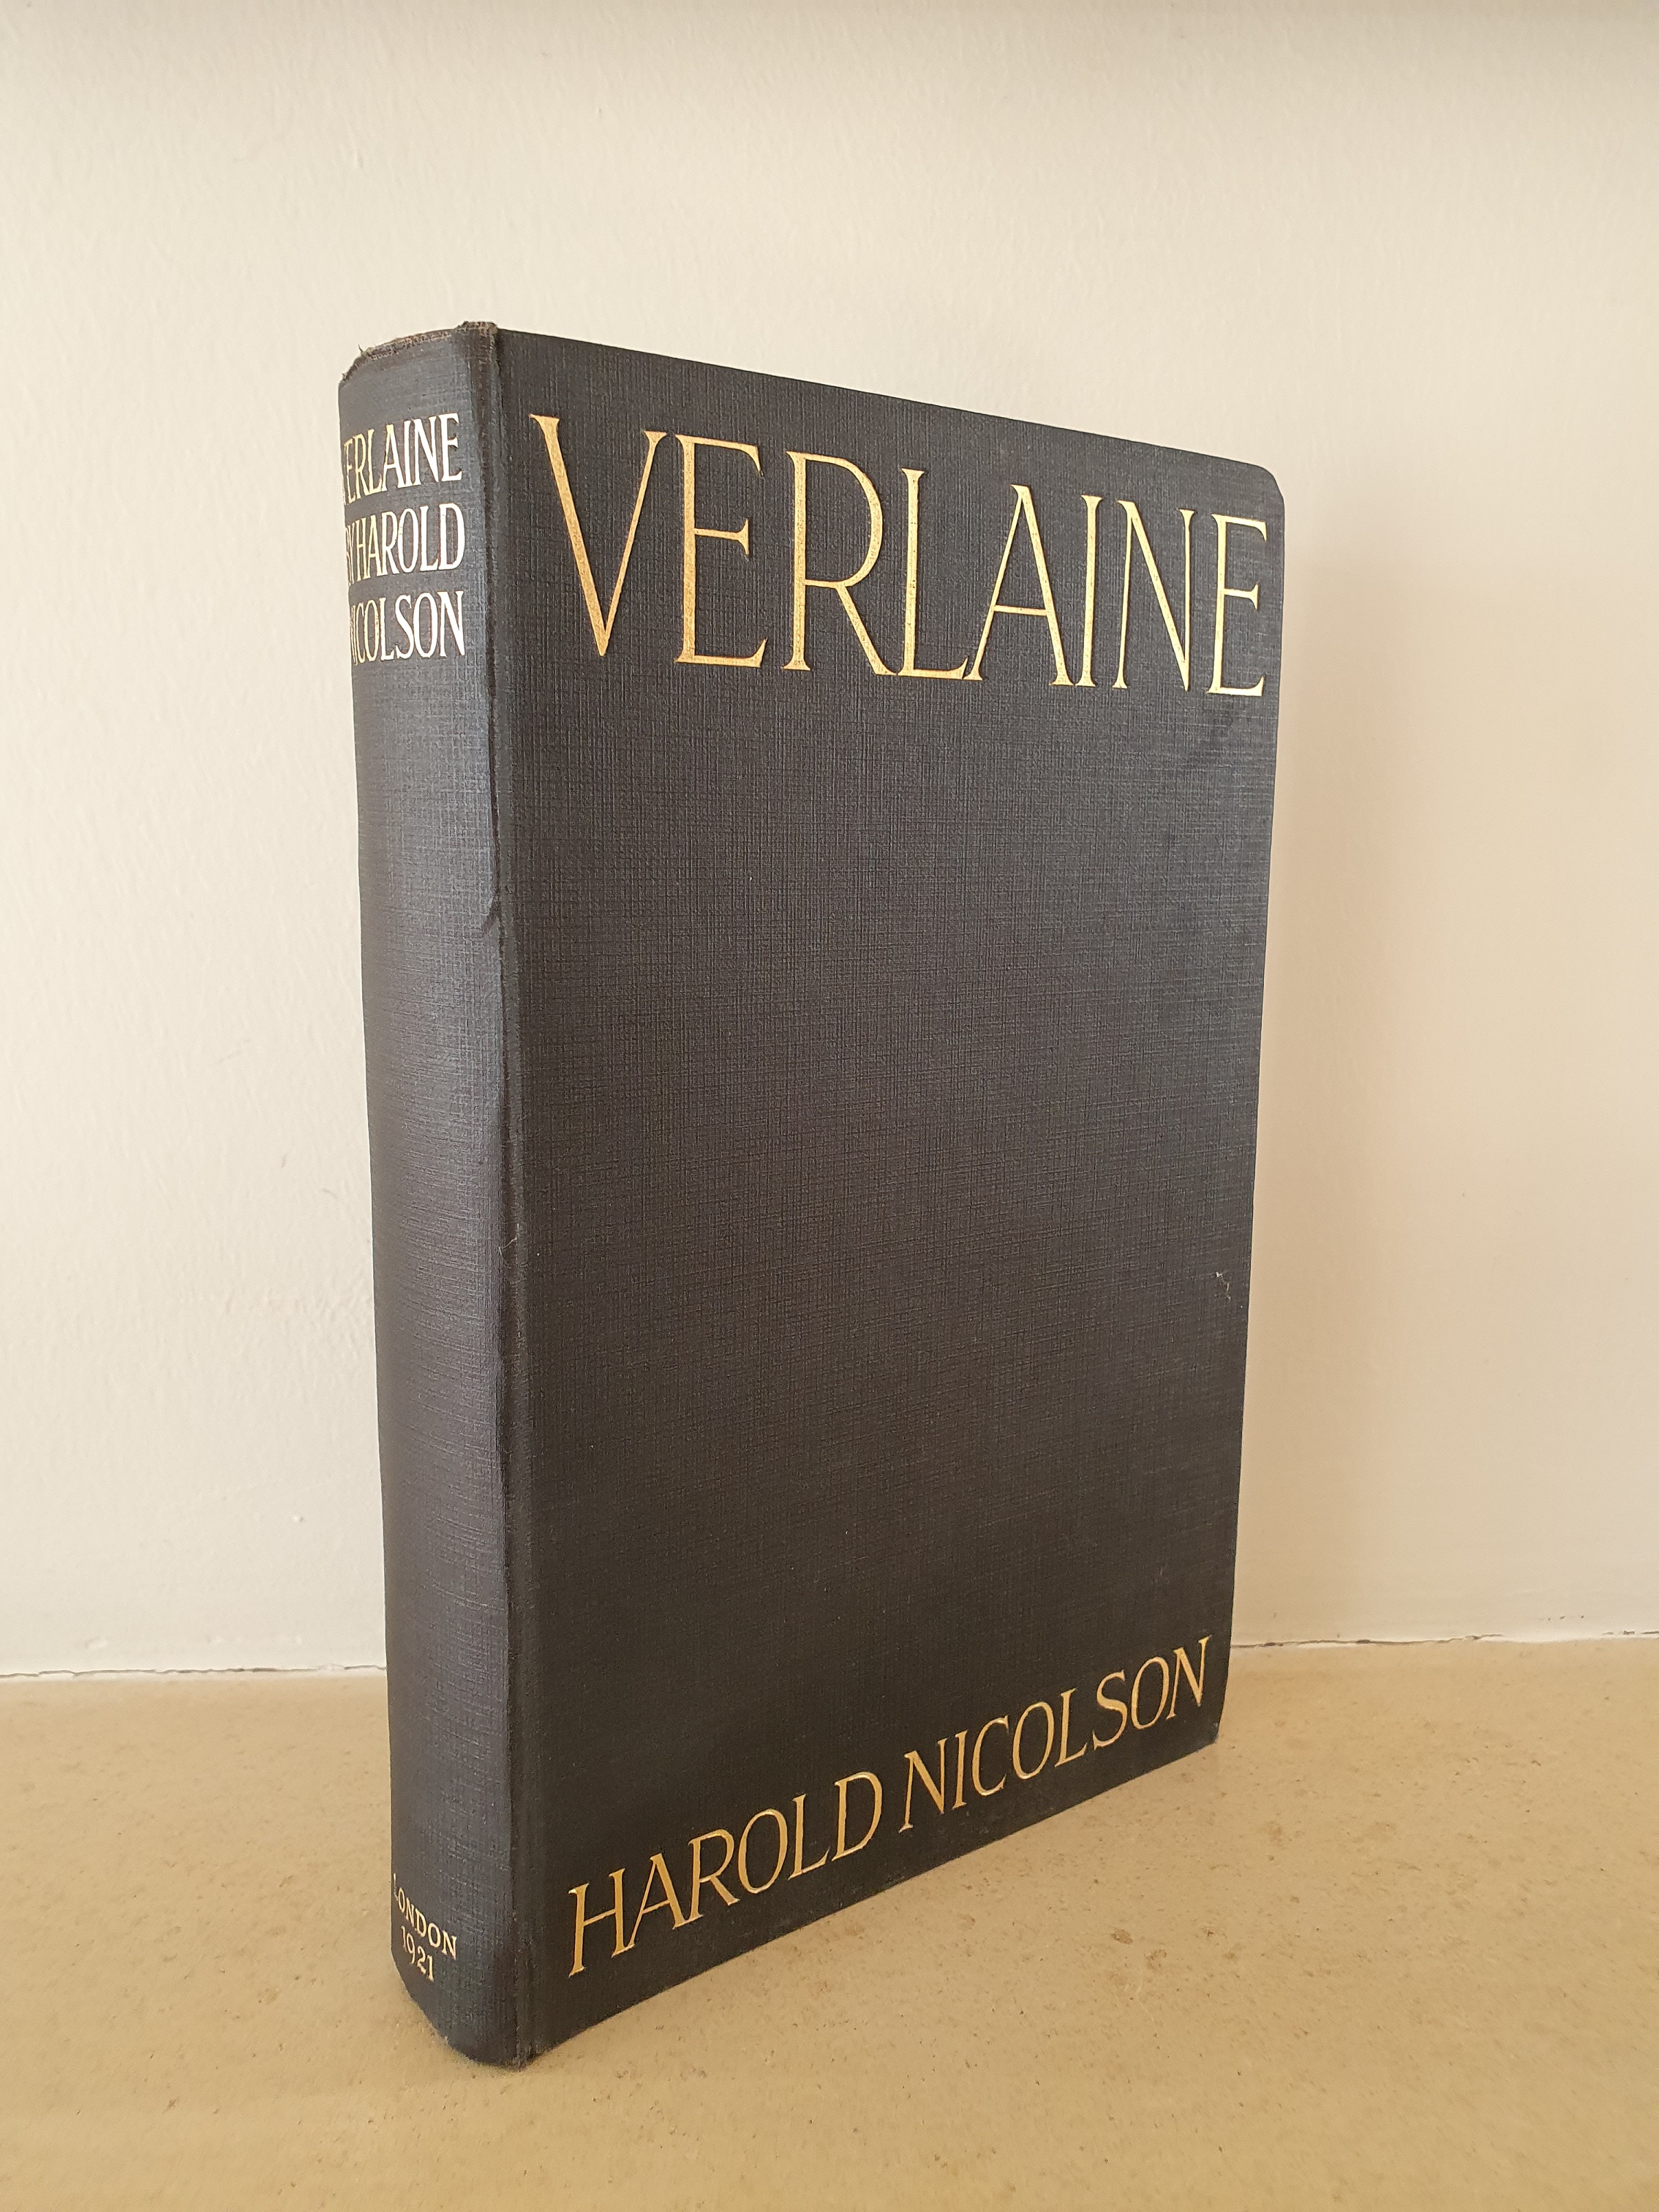 VERLAINE
BY HAROLD
NICOLSON
LONDON
1921
VERLAINE
HAROLD NICOLSON